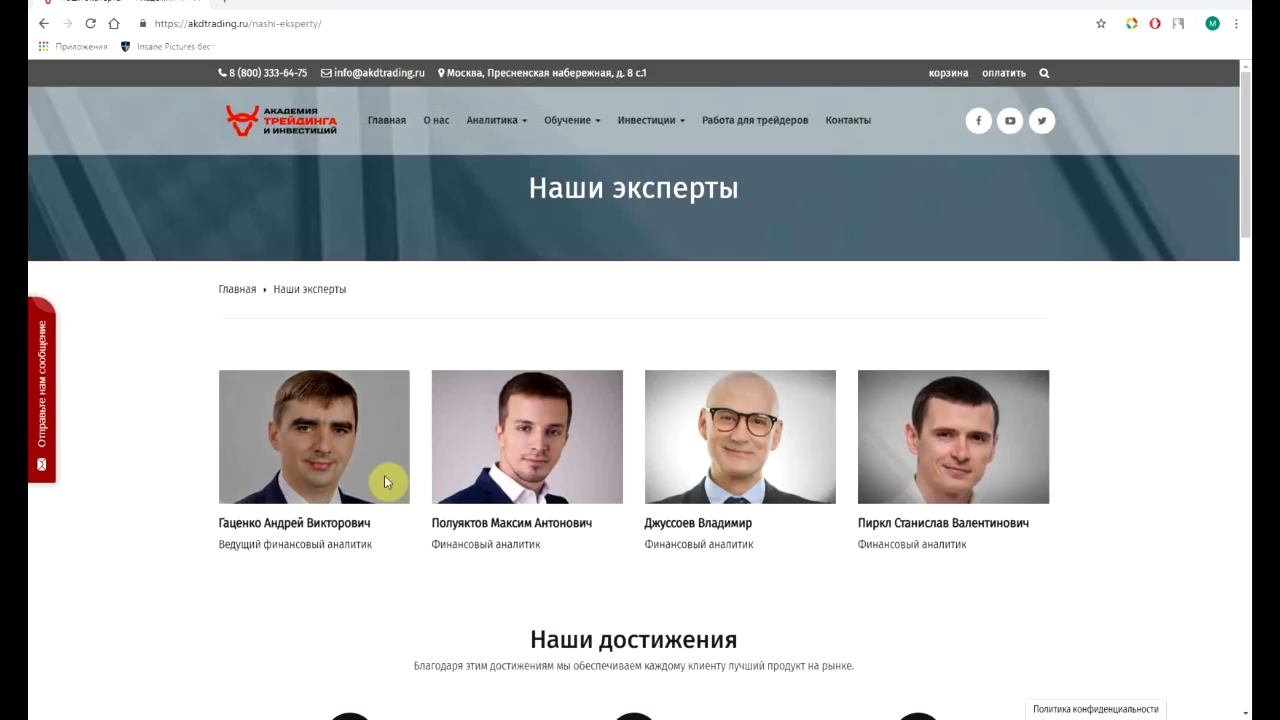 https://akdtrading.ru/nashi-eksperty/
М
Приложения
Insane Pictures бес
8 (800) 333-64-75
info@akdtrading.ru
Москва, Пресненская набережная, д. 8 с.1
корзина
оплатить
АКАДЕМИЯ
ТРЕЙДИНГА
И ИНВЕСТИЦИЙ
Главная
О нас
Аналитика
Обучение
Инвестиции
Работа для трейдеров
Контакты
Наши эксперты
Главная
Наши эксперты
Отправьте нам сообщение
Гаценко Андрей Викторович
Полуяктов Максим Антонович
Джуссоев Владимир
Пиркл Станислав Валентинович
Ведущий финансовый аналитик
Финансовый аналитик
Финансовый аналитик
Финансовый аналитик
Наши достижения
Благодаря этим достижениям мы обеспечиваем каждому клиенту лучший продукт на рынке.
Политика конфиденциальности